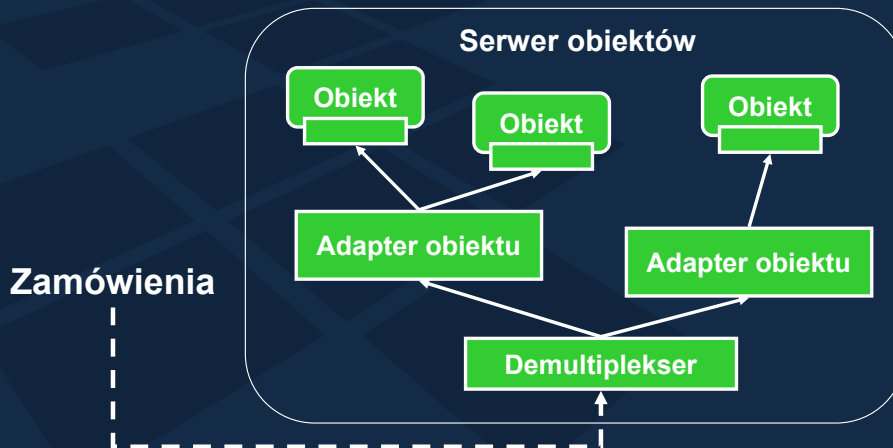 Serwer obiektów
Obiekt
Obiekt
Obiekt
Adapter obiektu
Adapter obiektu
Zamówienia
Demultiplekser